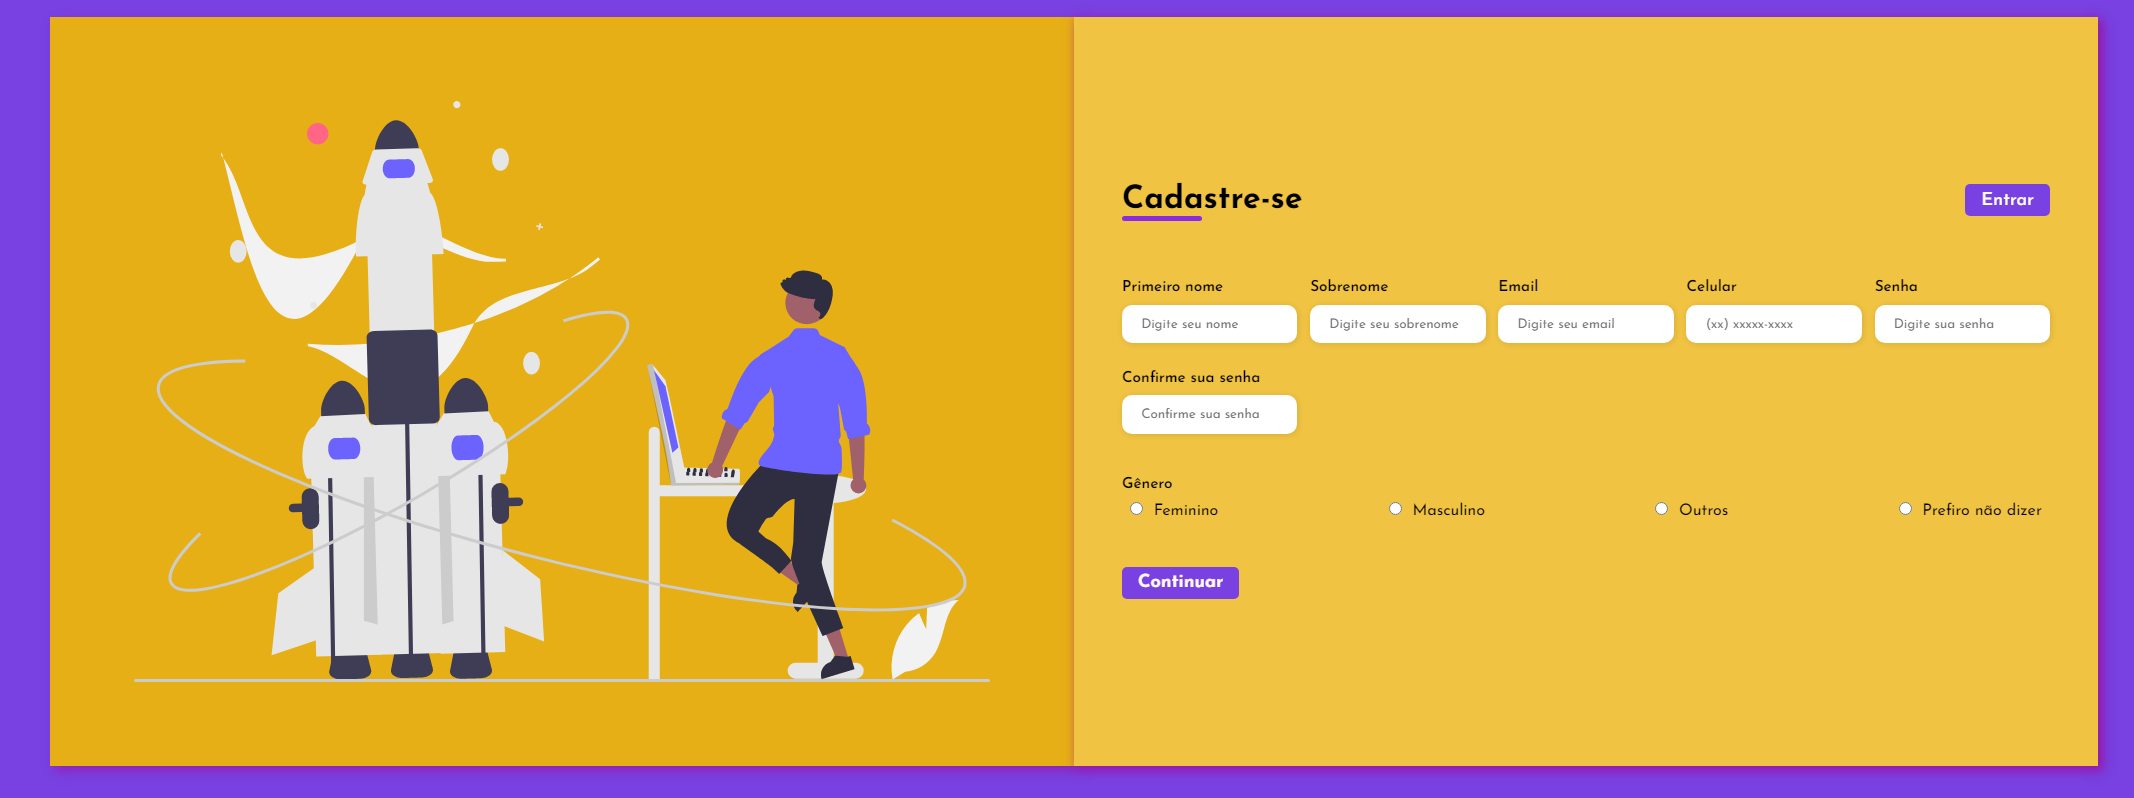 Cadastre-se
Entrar
Primeiro nome
Sobrenome
Email
Celular
Senha
Digite seu nome
Digite seu sobrenome
Digite seu email
(xx) xxxxx-xxxx
Digite sua senha
Confirme sua senha
Confirme sua senha
Gênero
Feminino
Masculino
Outros
Prefiro não dizer
Continuar